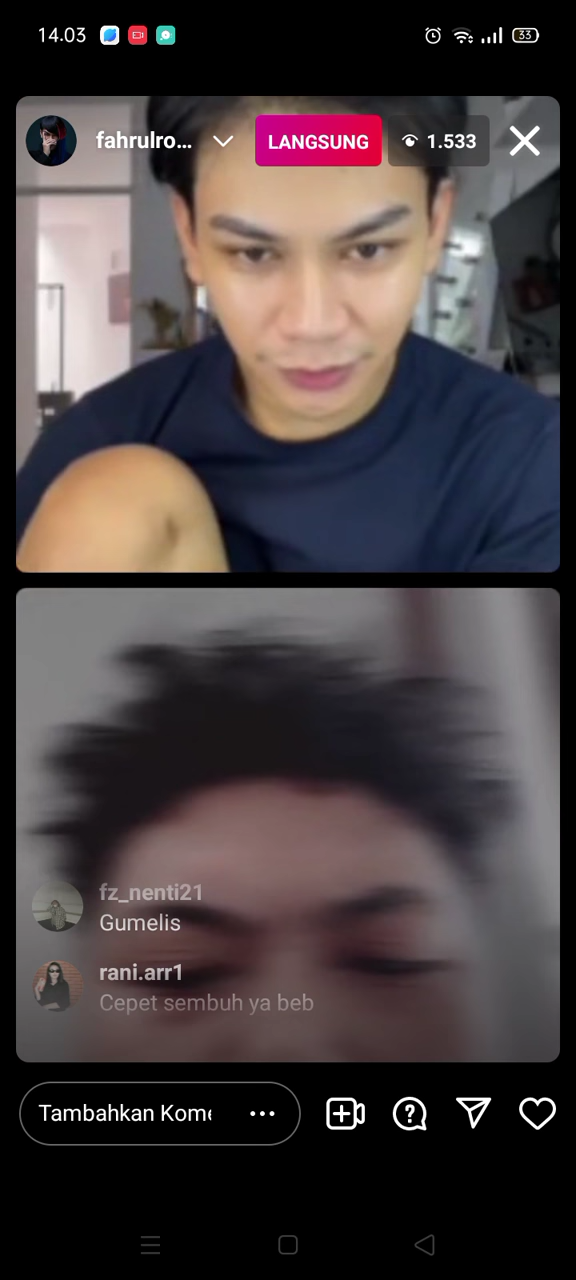 14.03
33
fahrulro...
LANGSUNG
1.533
fz_nenti21
Gumelis
rani.arr1
Cepet sembuh ya beb
Tambahkan Kome